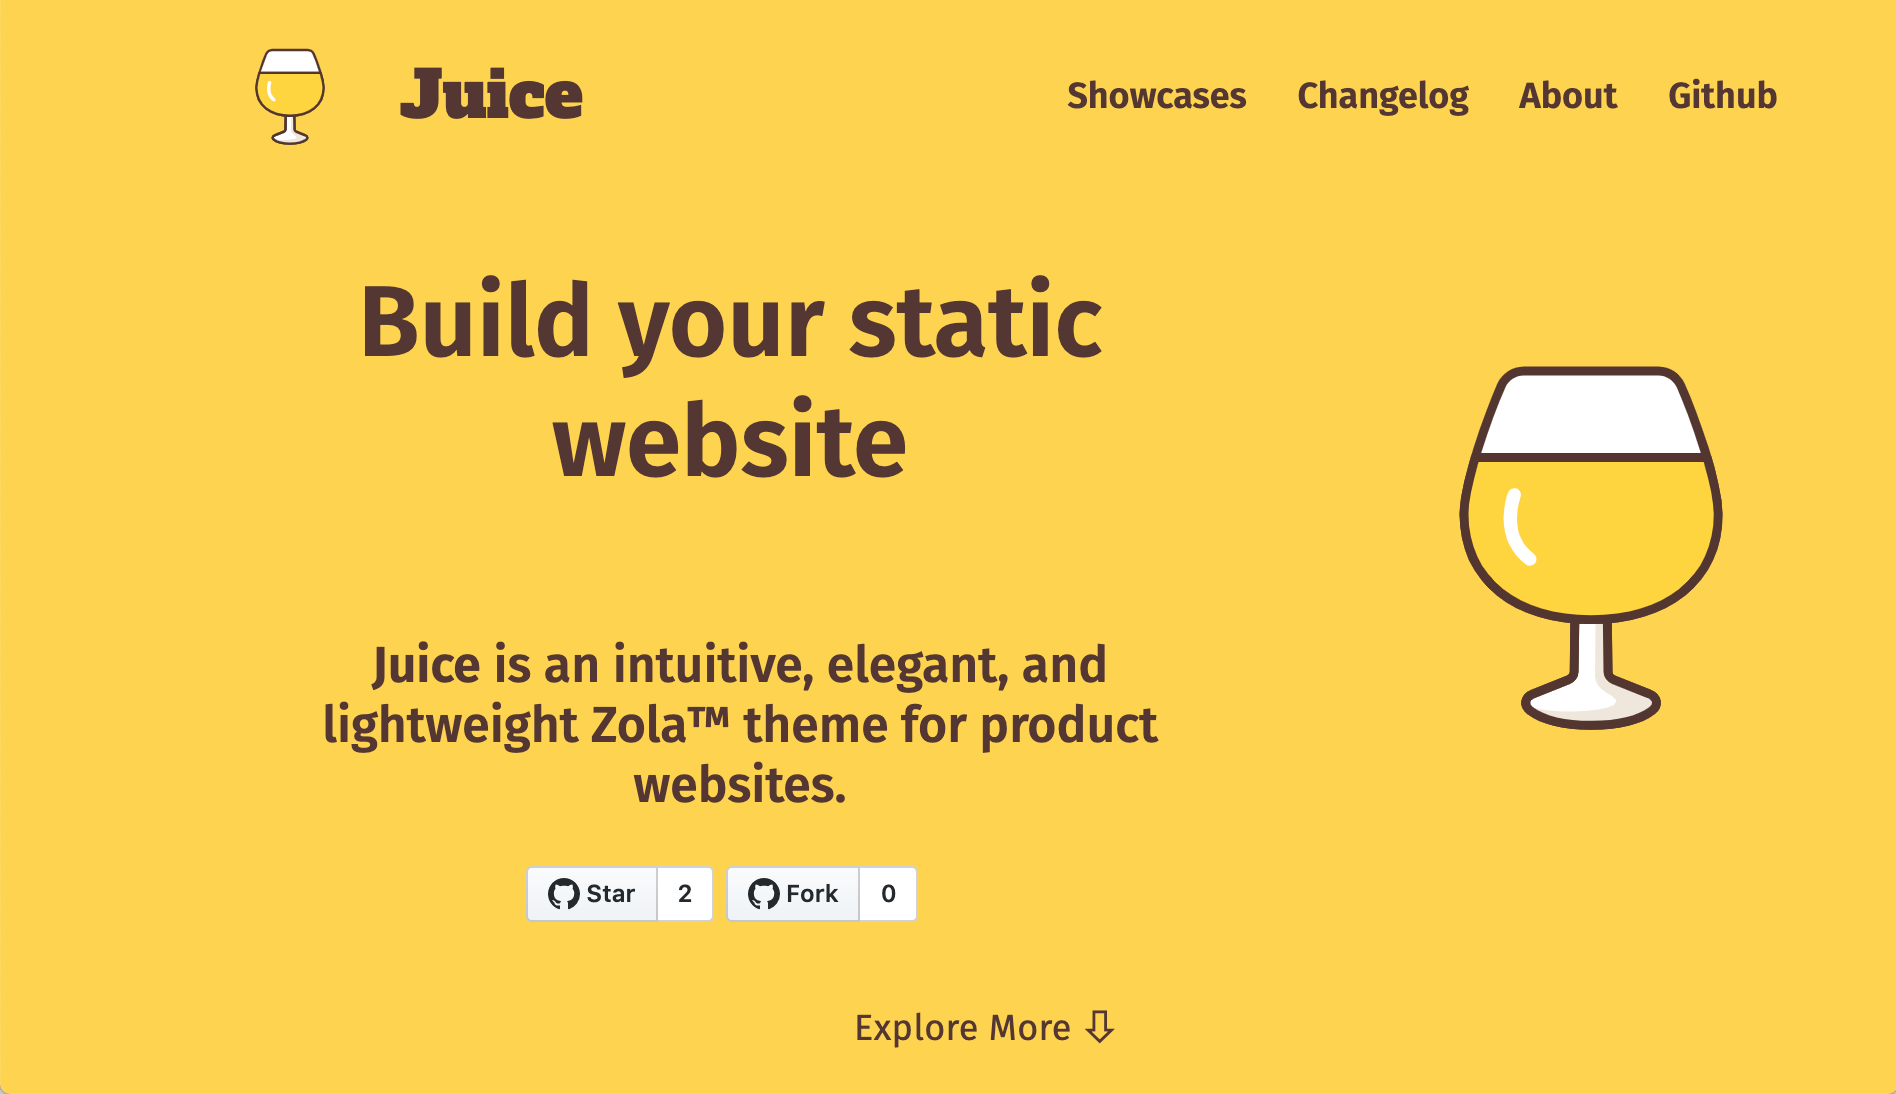 Juice
Showcases Changelog About Github
Build your static
website
Juice is an intuitive, elegant, and
lightweight Zola™ theme for product
websites.
Star 2 Fork 0
Explore More